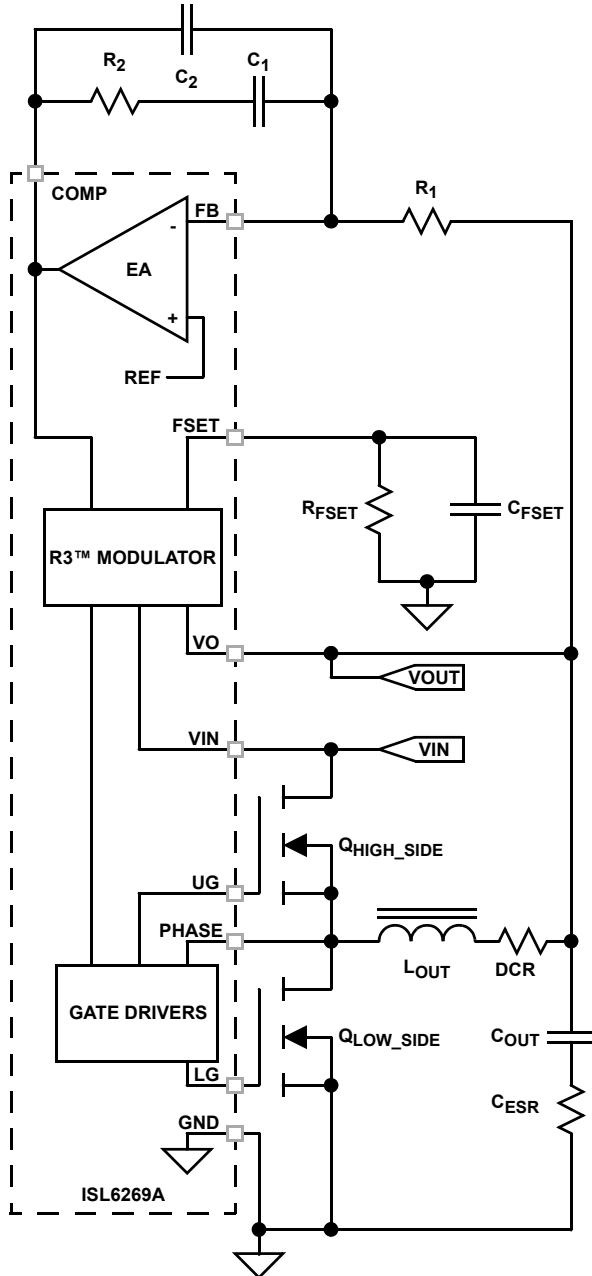 R2
C2
C1
COMP
FB
R1
-
EA
+
REF
FSET
RFSET
CFSET
R3™ MODULATOR
VO
VOUT
VIN
VIN
QHIGH_SIDE
UG
PHASE
LOUT
DCR
GATE DRIVERS
QLOW_SIDE
COUT
LG
CESR
GND
ISL6269A